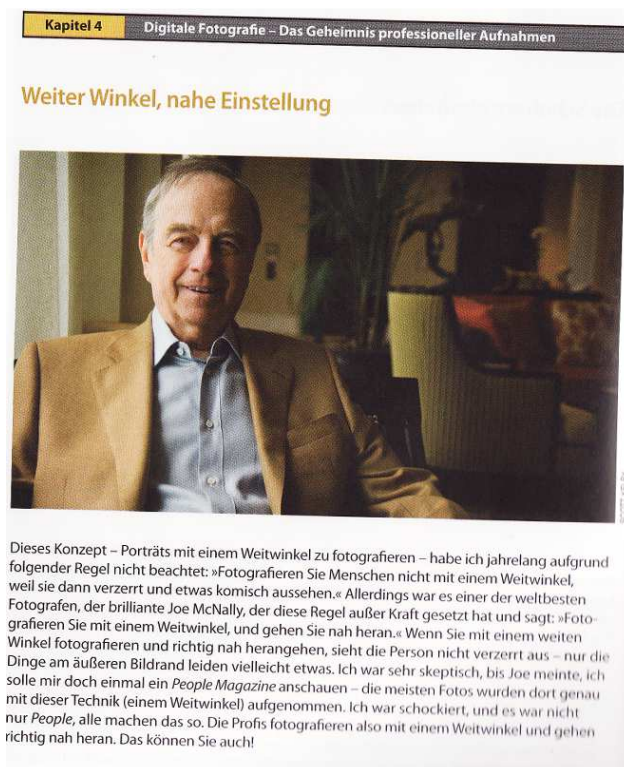 Kapitel 4
Digitale Fotografie – Das Geheimnis professioneller Aufnahmen
Weiter Winkel, nahe Einstellung
Dieses Konzept – Porträts mit einem Weitwinkel zu fotografieren – habe ich jahrelang aufgrund
folgender Regel nicht beachtet: »Fotografieren Sie Menschen nicht mit einem Weitwinkel,
weil sie dann verzerrt und etwas komisch aussehen.« Allerdings war es einer der weltbesten
Fotografen, der brilliante Joe McNally, der diese Regel außer Kraft gesetzt hat und sagt: »Foto-
grafieren Sie mit einem Weitwinkel, und gehen Sie nah heran.« Wenn Sie mit einem weiten
Winkel fotografieren und richtig nah herangehen, sieht die Person nicht verzerrt aus – nur die
Dinge am äußeren Bildrand leiden vielleicht etwas. Ich war sehr skeptisch, bis Joe meinte, ich
solle mir doch einmal ein People Magazine anschauen – die meisten Fotos wurden dort genau
mit dieser Technik (einem Weitwinkel) aufgenommen. Ich war schockiert, und es war nicht
nur People, alle machen das so. Die Profis fotografieren also mit einem Weitwinkel und gehen
richtig nah heran. Das können Sie auch!